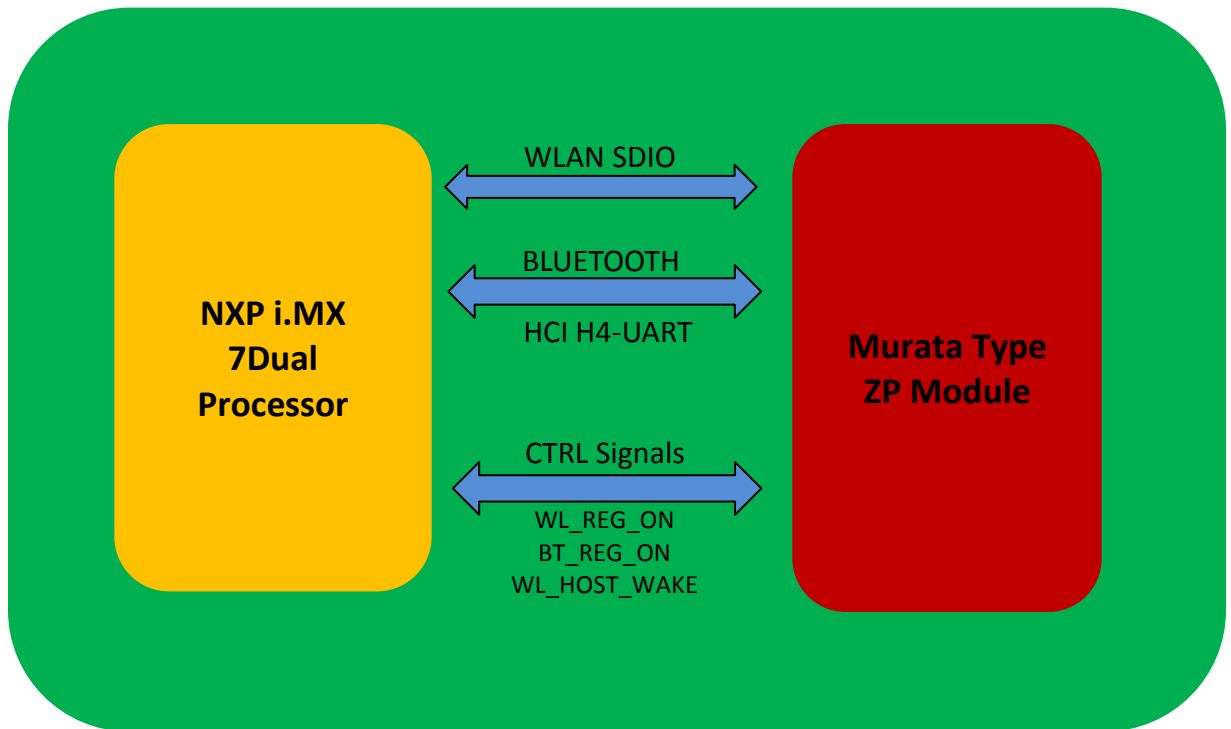 NXP i.MX
7Dual
Processor
WLAN SDIO
BLUETOOTH
HCI H4-UART
CTRL Signals
WL_REG_ON
BT_REG_ON
WL_HOST_WAKE
Murata Type
ZP Module